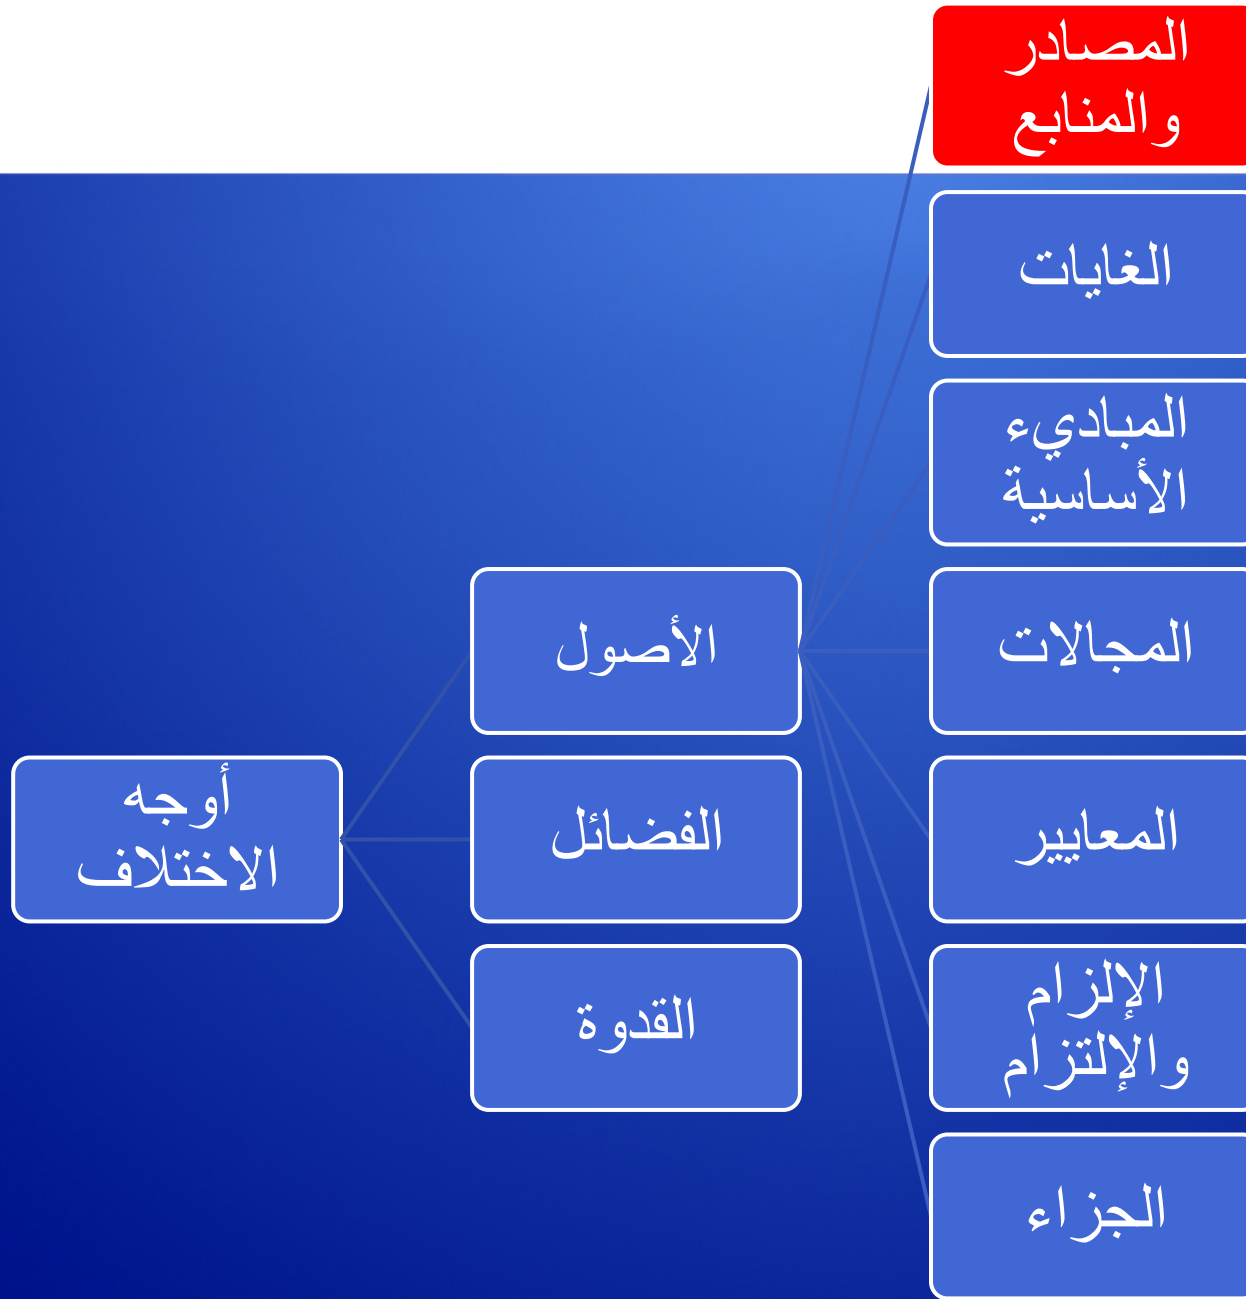 المصادر
والمنابع
الغايات
المباديء
الأساسية
الأصول
المجالات
أوجه
الاختلاف
الفضائل
المعايير
القدوة
الإلزام
والإلتزام
الجزاء